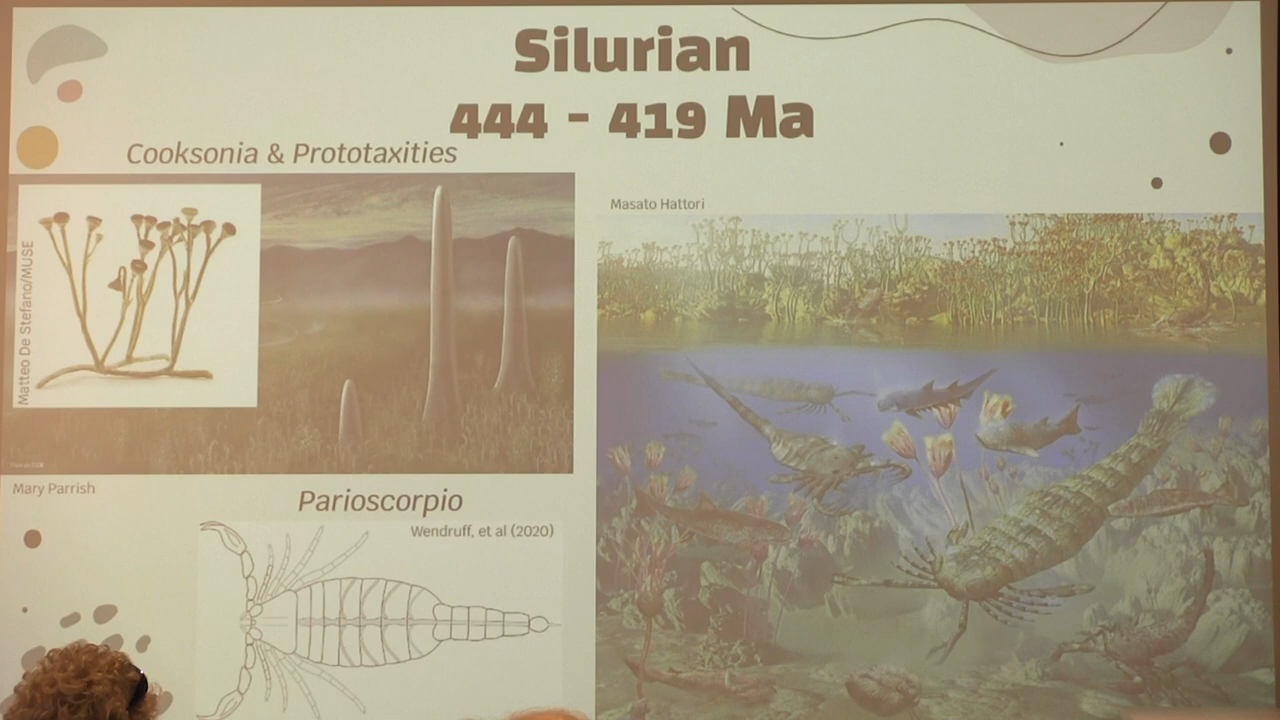 Silurian
444 - 419 Ma
Cooksonia & Prototaxities
Masato Hattori
Matteo De Stefano/MUSE
Mary Parrish
Parioscorpio
Wendruff, et al (2020)